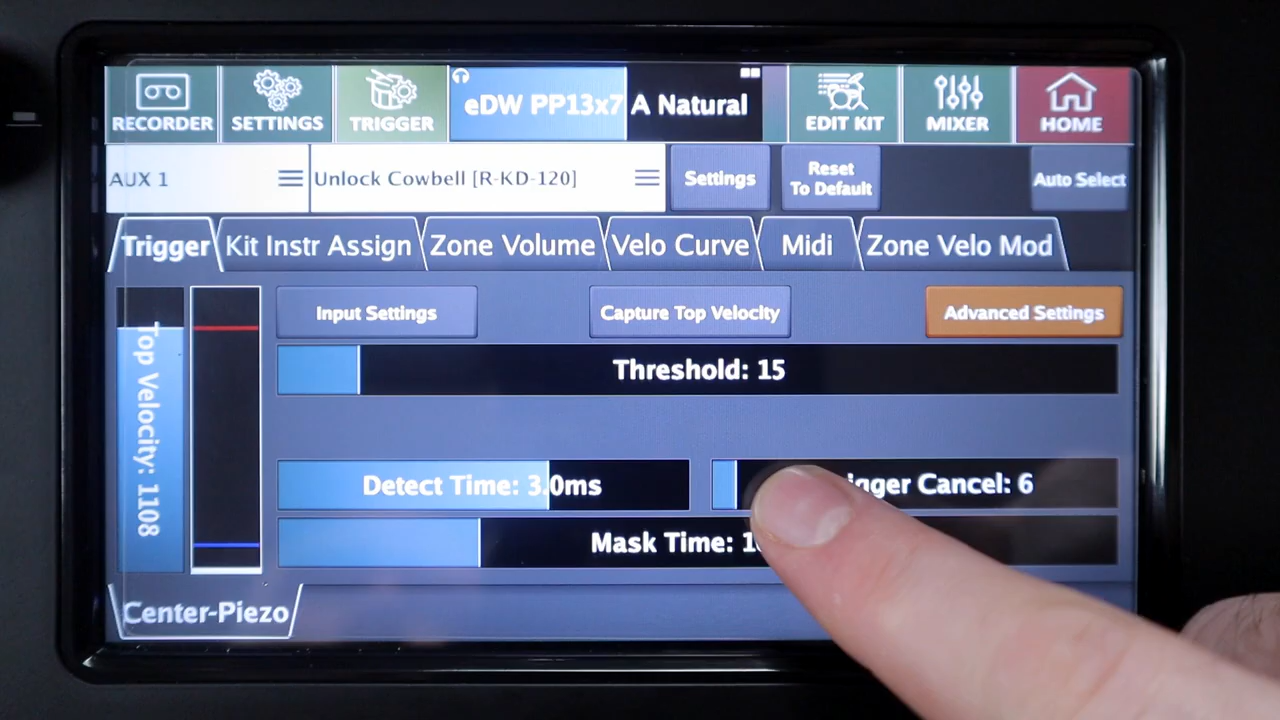 RECORDER
SETTINGS
TRIGGER
eDW PP13x7 A Natural
EDIT KIT
MIXER
HOME
AUX 1
Unlock Cowbell [R-KD-120]
Settings
Reset
To Default
Auto Select
Trigger
Kit Instr Assign
Zone Volume
Velo Curve
Midi
Zone Velo Mod
Top Velocity: 1108
Input Settings
Capture Top Velocity
Advanced Settings
Threshold: 15
Detect Time: 3.0ms
Cancel: 6
Mask Time:
Center-Piezo